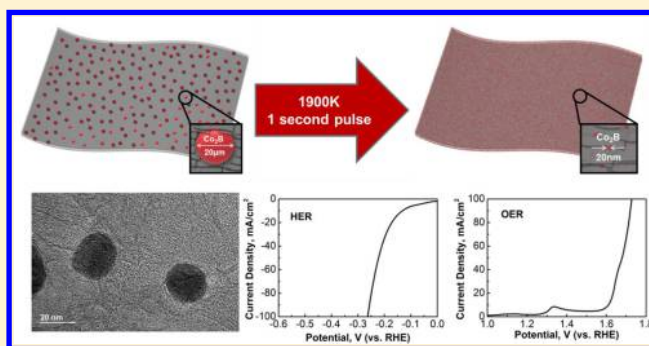 1900K
1 second pulse
Co₂B
20μm
Co₂B
20nm
20 nm
HER
Current Density, mA/cm²
0
-20
-40
-60
-80
-100
-0.6 -0.5 -0.4 -0.3 -0.2 -0.1 0.0
Potential, V (vs. RHE)
OER
Current Density, mA/cm²
100
80
60
40
20
0
1.0 1.2 1.4 1.6 1.8
Potential, V (vs. RHE)